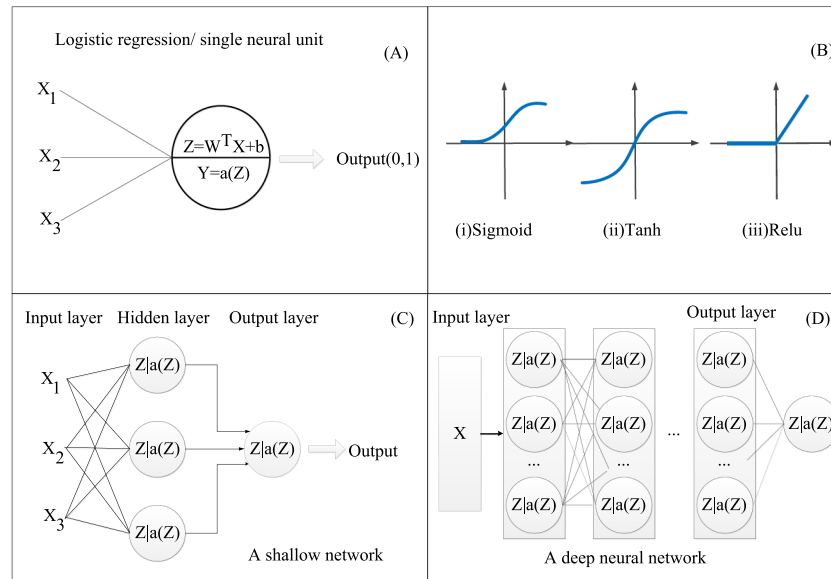 Logistic regression/ single neural unit
(A)
X1
X2
X3
Z=W^T X+b
Y=a(Z)
Output(0,1)
(B)
(i)Sigmoid
(ii)Tanh
(iii)Relu
Input layer Hidden layer Output layer (C)
X1
X2
X3
Z|a(Z)
Z|a(Z)
Z|a(Z)
Z|a(Z)
Output
A shallow network
Input layer
Output layer
(D)
X
Z|a(Z)
Z|a(Z)
...
Z|a(Z)
Z|a(Z)
Z|a(Z)
...
Z|a(Z)
...
Z|a(Z)
Z|a(Z)
...
Z|a(Z)
Z|a(Z)
A deep neural network